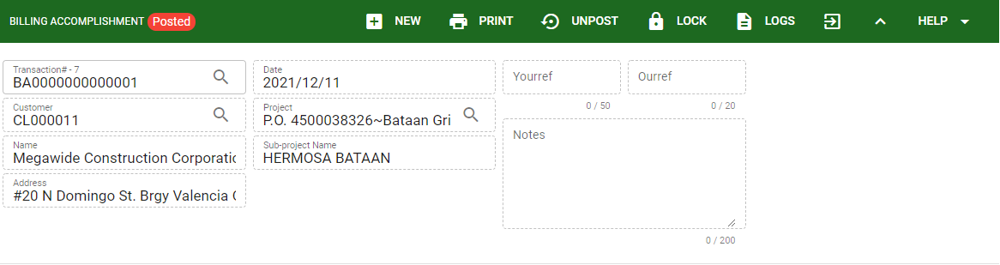 BILLING ACCOMPLISHMENT Posted NEW PRINT UNPOST LOCK LOGS HELP
Transaction# - 7
BA0000000000001
Date
2021/12/11
Yourref
0 / 50
Ourref
0 / 20
Customer
CL000011
Project
P.O. 4500038326~Bataan Gri
Notes
0 / 200
Name
Megawide Construction Corporatic
Sub-project Name
HERMOSA BATAAN
Address
#20 N Domingo St. Brgy Valencia